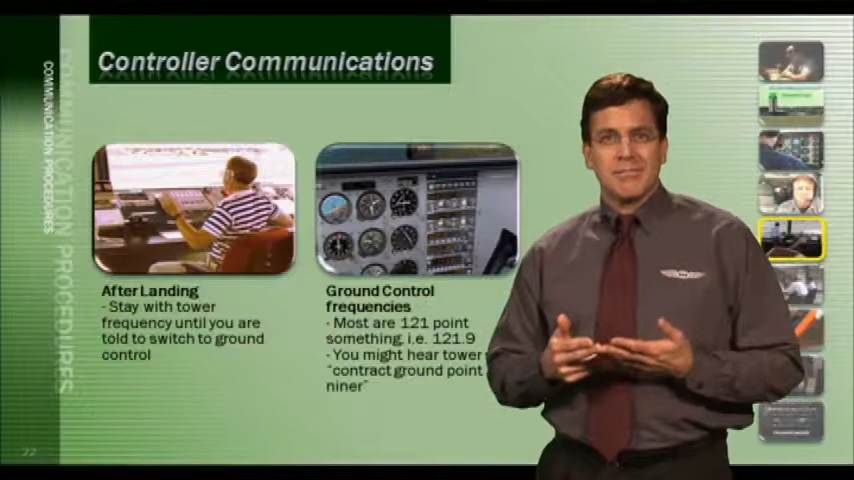 Controller Communications
COMMUNICATION PROCEDURES
COMMUNICATION PROCEDURES
After Landing
- Stay with tower
frequency until you are
told to switch to ground
control
Ground Control
frequencies
- Most are 121 point
something, i.e. 121.9
- You might hear tower
"contract ground point
niner"
22